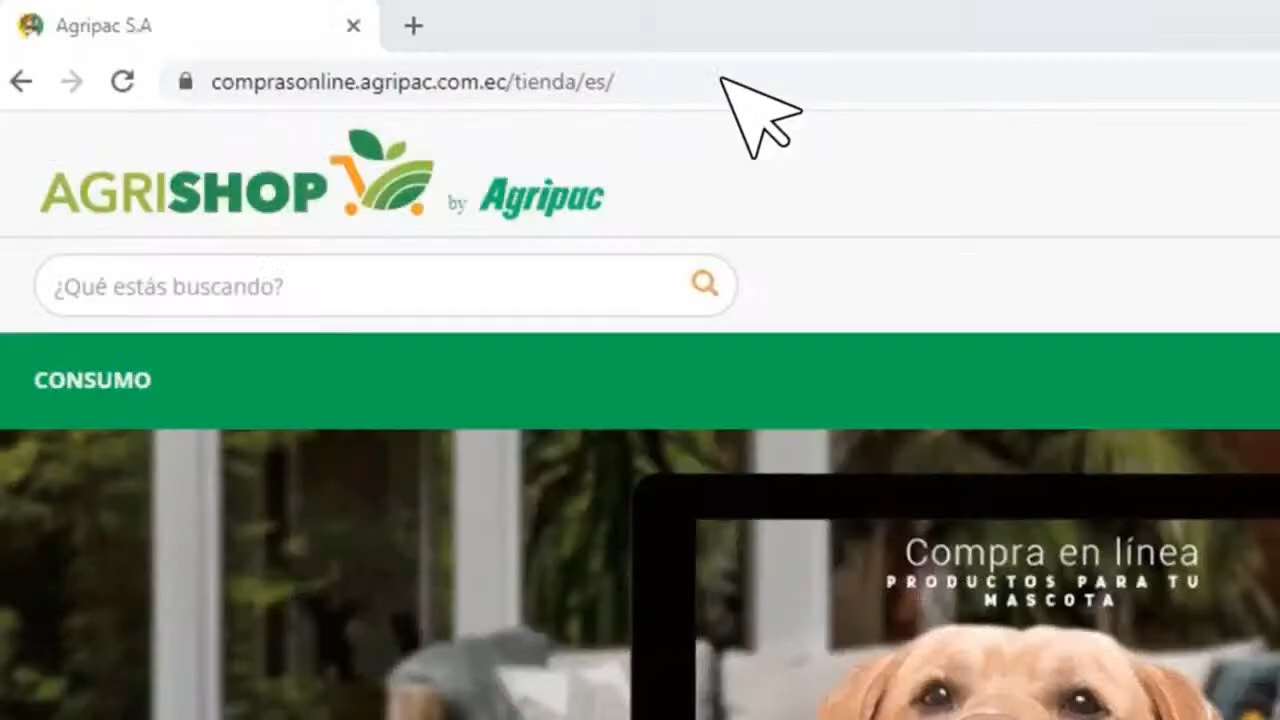 Agripac S.A
comprasonline.agripac.com.ec/tienda/es/
AGRISHOP by Agripac
¿Qué estás buscando?
CONSUMO
Compra en línea
PRODUCTOS PARA TU
MASCOTA